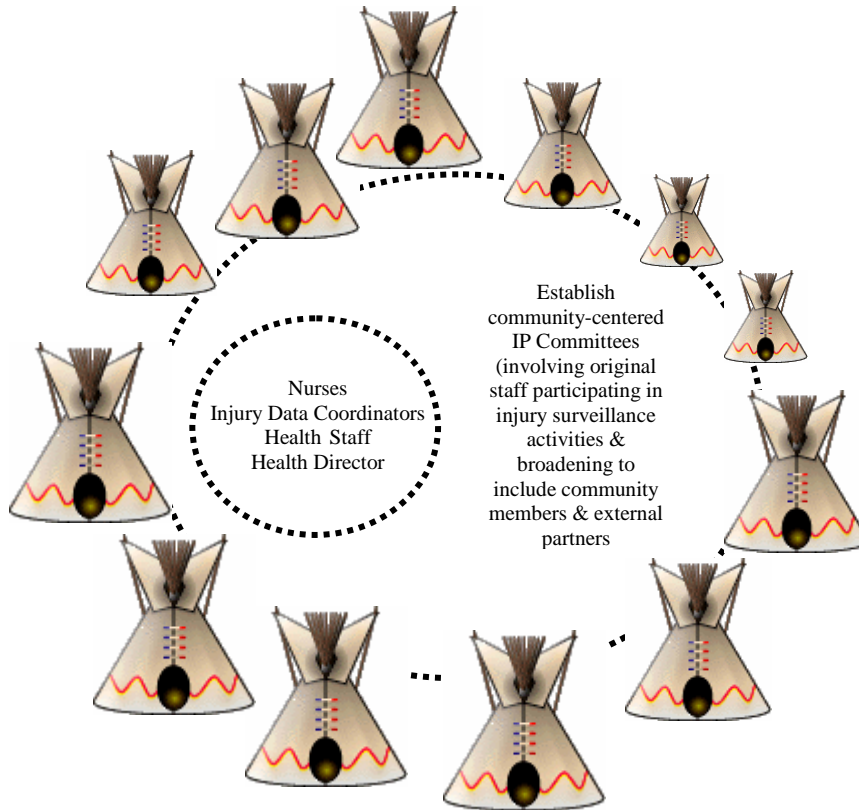 Nurses
Injury Data Coordinators
Health Staff
Health Director
Establish
community-centered
IP Committees
(involving original
staff participating in
injury surveillance
activities &
broadening to
include community
members & external
partners